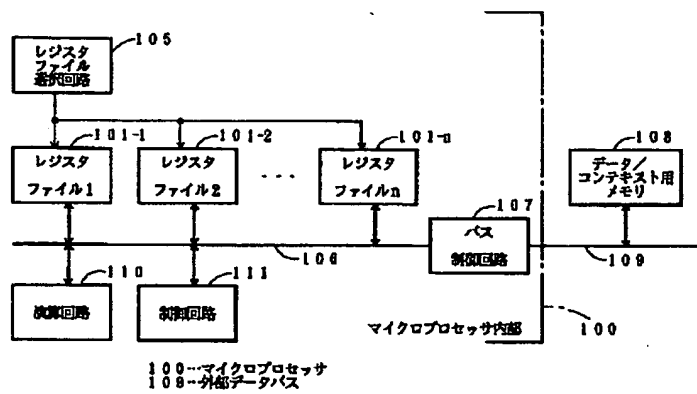 105
レジスタ
ファイル
選択回路
101-1
101-2
101-n
レジスタ
ファイル1
レジスタ
ファイル2
...
レジスタ
ファイルn
108
データ/
コンテキスト用
メモリ
107
バス
制御回路
106
109
110
演算回路
111
制御回路
マイクロプロセッサ内部
100
100…マイクロプロセッサ
109…外部データバス